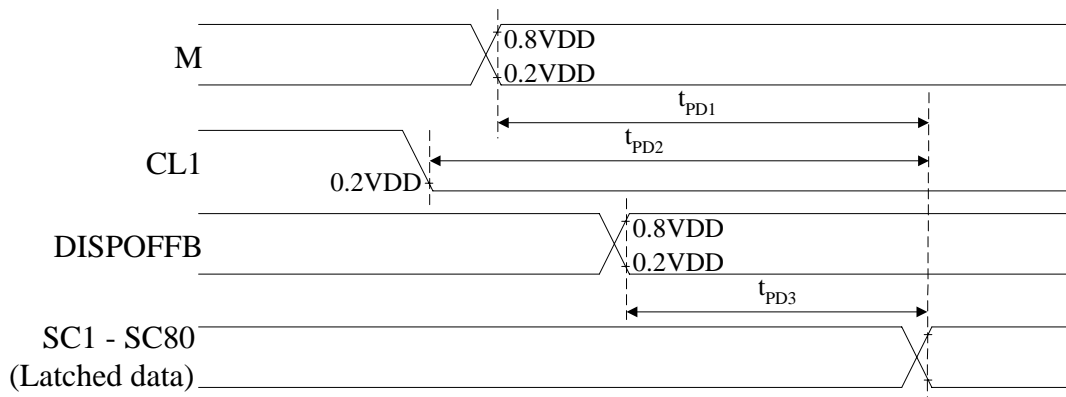 M
0.8VDD
0.2VDD
tPD1
tPD2
CL1
0.2VDD
DISPOFFB
0.8VDD
0.2VDD
tPD3
SC1 - SC80
(Latched data)